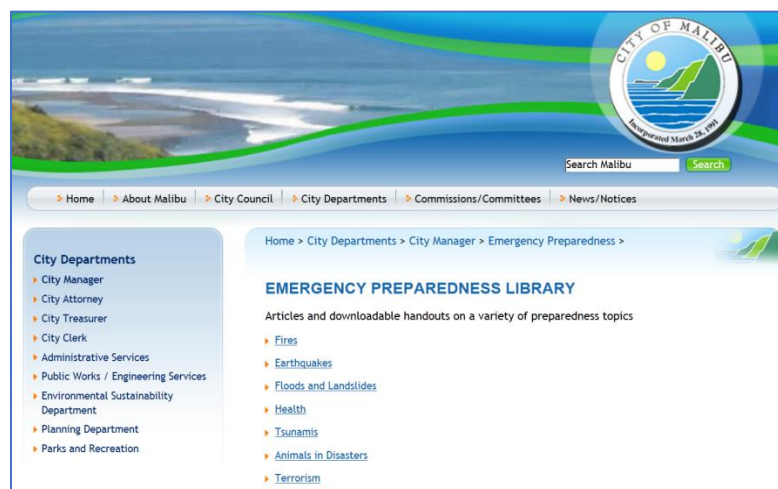 CITY OF MALIBU
Incorporated March 28, 1991
Search Malibu
Search
Home
About Malibu
City Council
City Departments
Commissions/Committees
News/Notices
City Departments
City Manager
City Attorney
City Treasurer
City Clerk
Administrative Services
Public Works / Engineering Services
Environmental Sustainability
Department
Planning Department
Parks and Recreation
Home > City Departments > City Manager > Emergency Preparedness >
EMERGENCY PREPAREDNESS LIBRARY
Articles and downloadable handouts on a variety of preparedness topics
Fires
Earthquakes
Floods and Landslides
Health
Tsunamis
Animals in Disasters
Terrorism